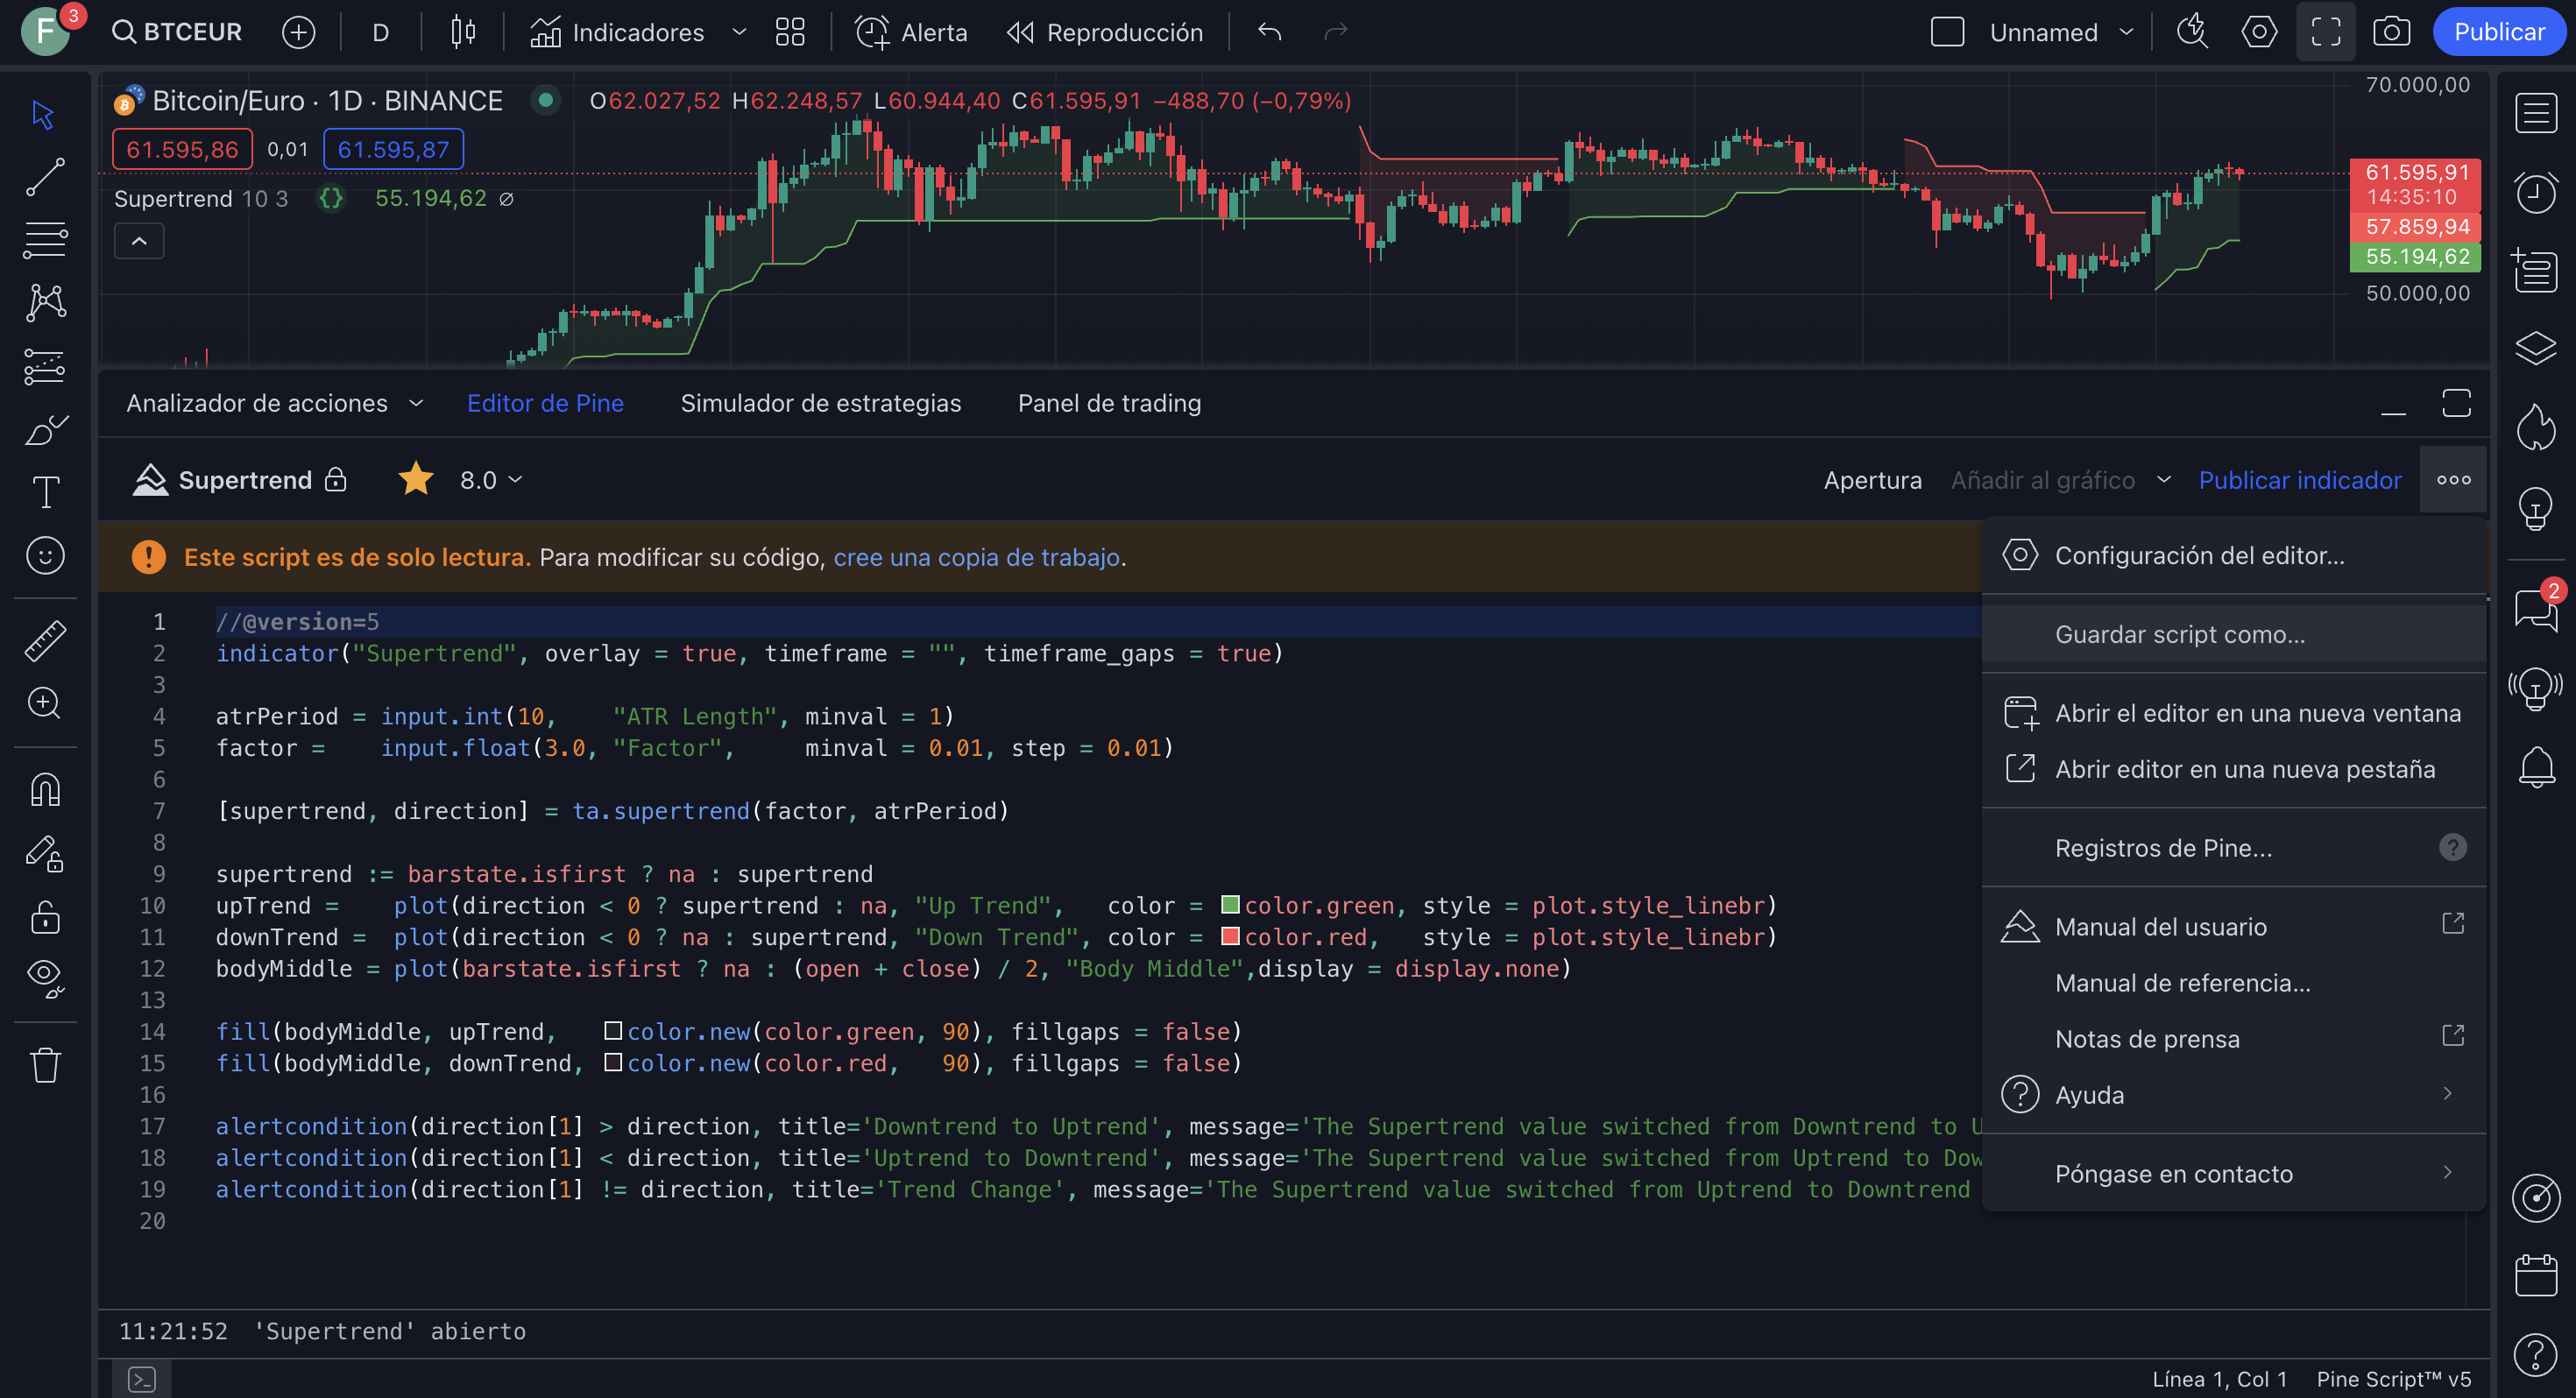 F 3 BTCEUR D Indicadores Alerta Reproducción Unnamed Publicar
Bitcoin/Euro · 1D · BINANCE O62.027,52 H62.248,57 L60.944,40 C61.595,91 −488,70 (−0,79%)
61.595,86 0,01 61.595,87
Supertrend 10 3 {} 55.194,62 ∅
70.000,00
61.595,91
14:35:10
57.859,94
55.194,62
50.000,00
Analizador de acciones Editor de Pine Simulador de estrategias Panel de trading
Supertrend 8.0 Apertura Añadir al gráfico Publicar indicador
Este script es de solo lectura. Para modificar su código, cree una copia de trabajo.
1 //@version=5
2 indicator("Supertrend", overlay = true, timeframe = "", timeframe_gaps = true)
3
4 atrPeriod = input.int(10,    "ATR Length", minval = 1)
5 factor =    input.float(3.0, "Factor",     minval = 0.01, step = 0.01)
6
7 [supertrend, direction] = ta.supertrend(factor, atrPeriod)
8
9 supertrend := barstate.isfirst ? na : supertrend
10 upTrend =    plot(direction < 0 ? supertrend : na, "Up Trend",   color = color.green, style = plot.style_linebr)
11 downTrend =  plot(direction < 0 ? na : supertrend, "Down Trend", color = color.red,   style = plot.style_linebr)
12 bodyMiddle = plot(barstate.isfirst ? na : (open + close) / 2, "Body Middle",display = display.none)
13
14 fill(bodyMiddle, upTrend,   color.new(color.green, 90), fillgaps = false)
15 fill(bodyMiddle, downTrend, color.new(color.red,   90), fillgaps = false)
16
17 alertcondition(direction[1] > direction, title='Downtrend to Uptrend', message='The Supertrend value switched from Downtrend to U
18 alertcondition(direction[1] < direction, title='Uptrend to Downtrend', message='The Supertrend value switched from Uptrend to Dow
19 alertcondition(direction[1] != direction, title='Trend Change', message='The Supertrend value switched from Uptrend to Downtrend
20
Configuración del editor...
Guardar script como...
Abrir el editor en una nueva ventana
Abrir editor en una nueva pestaña
Registros de Pine... ?
Manual del usuario
Manual de referencia...
Notas de prensa
Ayuda
Póngase en contacto
2
11:21:52 'Supertrend' abierto
Línea 1, Col 1 Pine Script™ v5